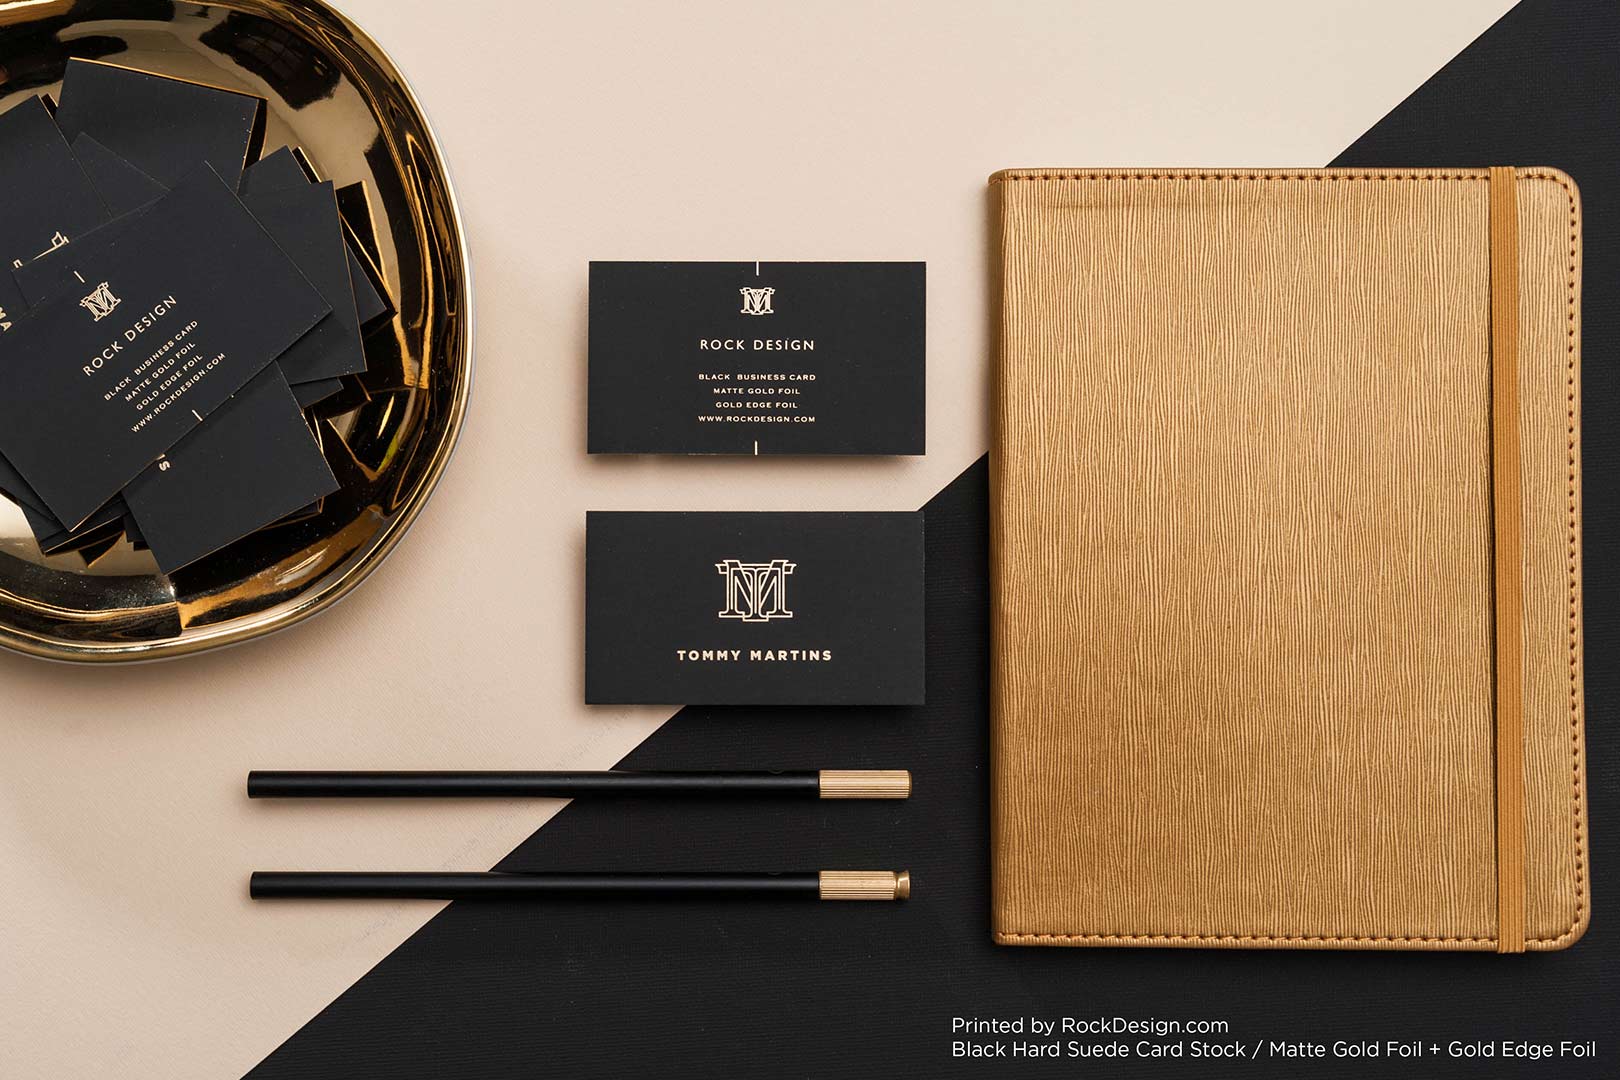 ROCK DESIGN
BLACK BUSINESS CARD
MATTE GOLD FOIL
GOLD EDGE FOIL
WWW.ROCKDESIGN.COM
TM
ROCK DESIGN
BLACK BUSINESS CARD
MATTE GOLD FOIL
GOLD EDGE FOIL
WWW.ROCKDESIGN.COM
TM
TOMMY MARTINS
Printed by RockDesign.com
Black Hard Suede Card Stock / Matte Gold Foil + Gold Edge Foil